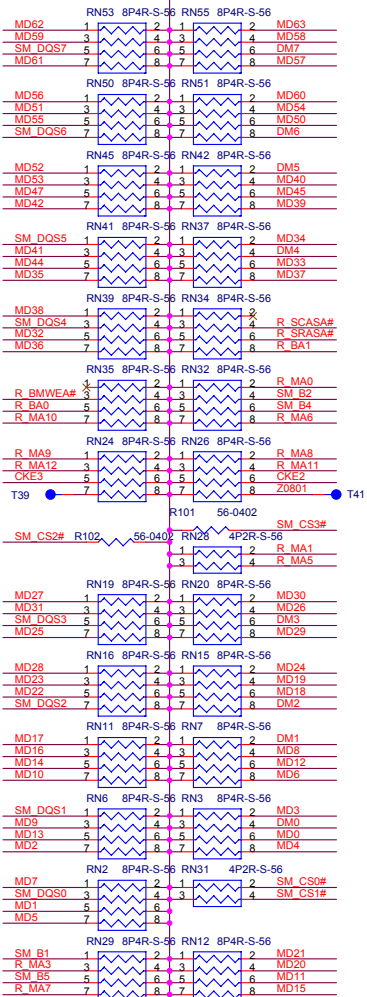 RN53 8P4R-S-56 RN55 8P4R-S-56
MD62 1 2 1 2 MD63
MD59 3 4 3 4 MD58
SM_DQS7 5 6 5 6 DM7
MD61 7 8 7 8 MD57
RN50 8P4R-S-56 RN51 8P4R-S-56
MD56 1 2 1 2 MD60
MD51 3 4 3 4 MD54
MD55 5 6 5 6 MD50
SM_DQS6 7 8 7 8 DM6
RN45 8P4R-S-56 RN42 8P4R-S-56
MD52 1 2 1 2 DM5
MD53 3 4 3 4 MD40
MD47 5 6 5 6 MD45
MD42 7 8 7 8 MD39
RN41 8P4R-S-56 RN37 8P4R-S-56
SM_DQS5 1 2 1 2 MD34
MD41 3 4 3 4 DM4
MD44 5 6 5 6 MD33
MD35 7 8 7 8 MD37
RN39 8P4R-S-56 RN34 8P4R-S-56
MD38 1 2 1 2
SM_DQS4 3 4 3 4 R_SCASA#
MD32 5 6 5 6 R_SRASA#
MD36 7 8 7 8 R_BA1
RN35 8P4R-S-56 RN32 8P4R-S-56
1 2 1 2 R_MA0
R_BMWEA# 3 4 3 4 SM_B2
R_BA0 5 6 5 6 SM_B4
R_MA10 7 8 7 8 R_MA6
RN24 8P4R-S-56 RN26 8P4R-S-56
R_MA9 1 2 1 2 R_MA8
R_MA12 3 4 3 4 R_MA11
CKE3 5 6 5 6 CKE2
T39 7 8 7 8 Z0801 T41
R101 56-0402
SM_CS3#
SM_CS2# R102 56-0402 RN28 4P2R-S-56
1 2 R_MA1
3 4 R_MA5
RN19 8P4R-S-56 RN20 8P4R-S-56
MD27 1 2 1 2 MD30
MD31 3 4 3 4 MD26
SM_DQS3 5 6 5 6 DM3
MD25 7 8 7 8 MD29
RN16 8P4R-S-56 RN15 8P4R-S-56
MD28 1 2 1 2 MD24
MD23 3 4 3 4 MD19
MD22 5 6 5 6 MD18
SM_DQS2 7 8 7 8 DM2
RN11 8P4R-S-56 RN7 8P4R-S-56
MD17 1 2 1 2 DM1
MD16 3 4 3 4 MD8
MD14 5 6 5 6 MD12
MD10 7 8 7 8 MD6
RN6 8P4R-S-56 RN3 8P4R-S-56
SM_DQS1 1 2 1 2 MD3
MD9 3 4 3 4 DM0
MD13 5 6 5 6 MD0
MD2 7 8 7 8 MD4
RN2 8P4R-S-56 RN31 4P2R-S-56
MD7 1 2 1 2 SM_CS0#
SM_DQS0 3 4 3 4 SM_CS1#
MD1 5 6
MD5 7 8
RN29 8P4R-S-56 RN12 8P4R-S-56
SM_B1 1 2 1 2 MD21
R_MA3 3 4 3 4 MD20
SM_B5 5 6 5 6 MD11
R_MA7 7 8 7 8 MD15